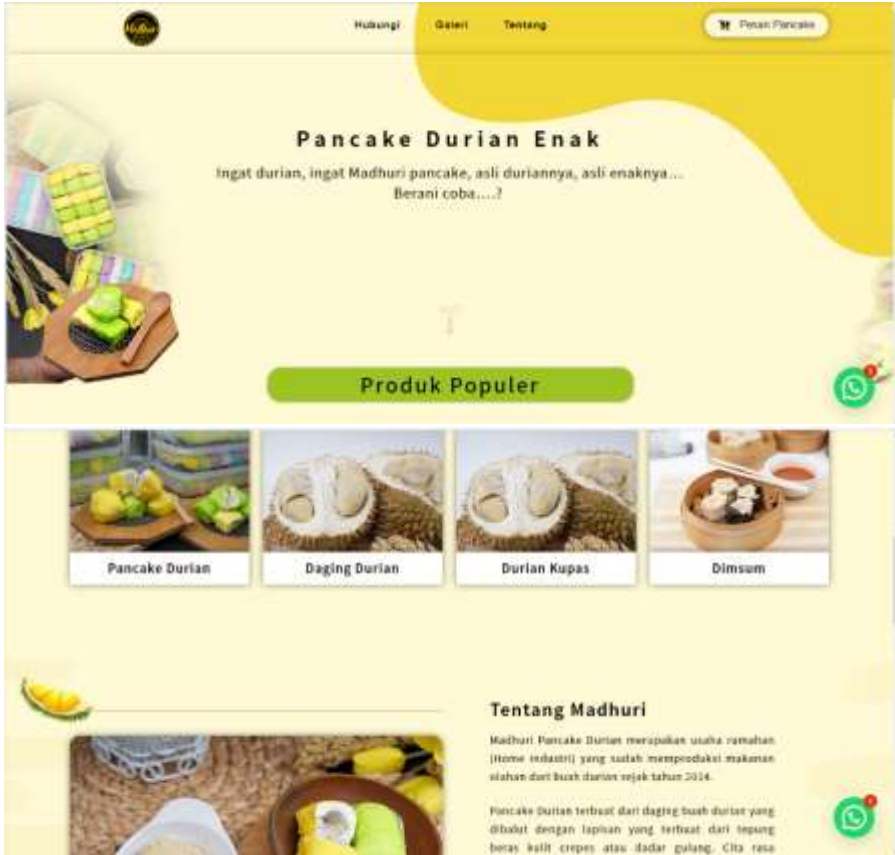 Madhuri
Hubungi Galeri Tentang Pesan Pancake
Pancake Durian Enak
Ingat durian, ingat Madhuri pancake, asli duriannya, asli enaknya...
Berani coba....?
Produk Populer
Pancake Durian Daging Durian Durian Kupas Dimsum
Tentang Madhuri
Madhuri Pancake Durian merupakan usaha rumahan
(Home industri) yang sudah memproduksi makanan
olahan dari buah durian sejak tahun 2014.
Pancake Durian terbuat dari daging buah durian yang
dibalut dengan lapisan yang terbuat dari tepung
beras kulit crepes atau dadar gulung. Cita rasa